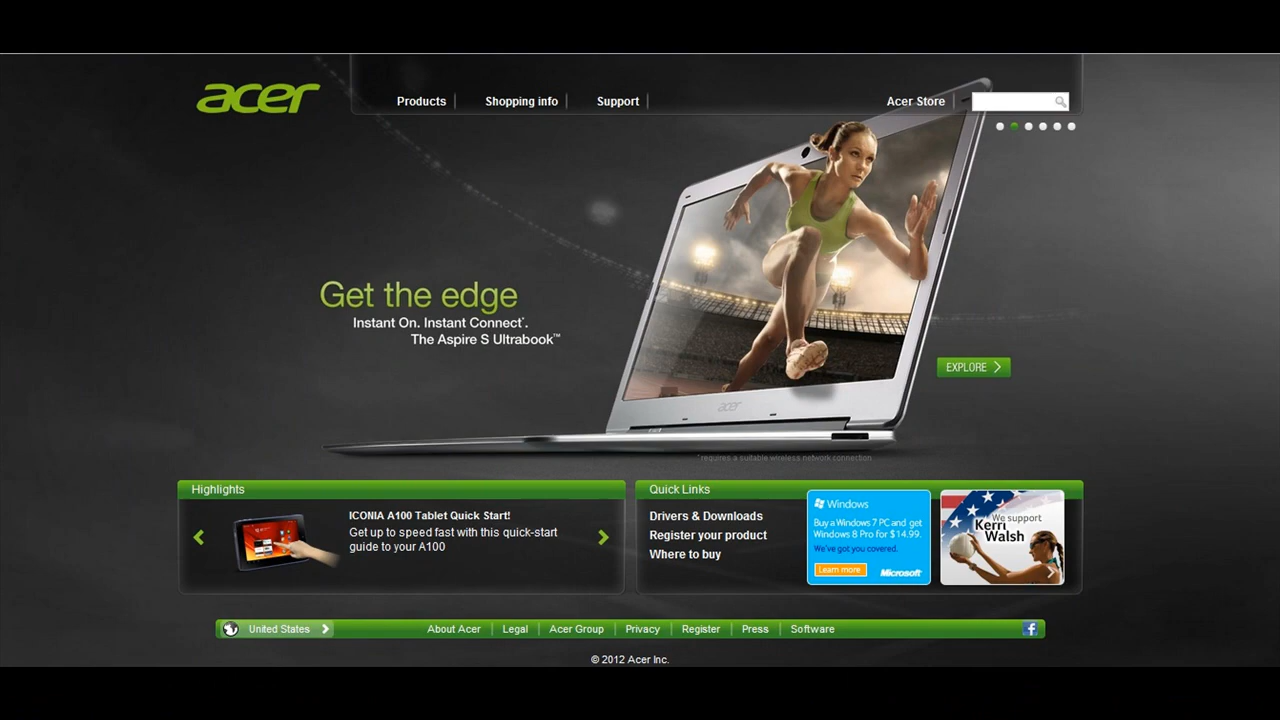 acer
Products
Shopping info
Support
Acer Store
Get the edge
Instant On. Instant Connect*.
The Aspire S Ultrabook™
EXPLORE
acer
*requires a suitable wireless network connection
Highlights
ICONIA A100 Tablet Quick Start!
Get up to speed fast with this quick-start
guide to your A100
Quick Links
Drivers & Downloads
Register your product
Where to buy
Windows
Buy a Windows 7 PC and get
Windows 8 Pro for $14.99.
We've got you covered.
Learn more
Microsoft
We support
Kerri
Walsh
United States
About Acer
Legal
Acer Group
Privacy
Register
Press
Software
f
© 2012 Acer Inc.